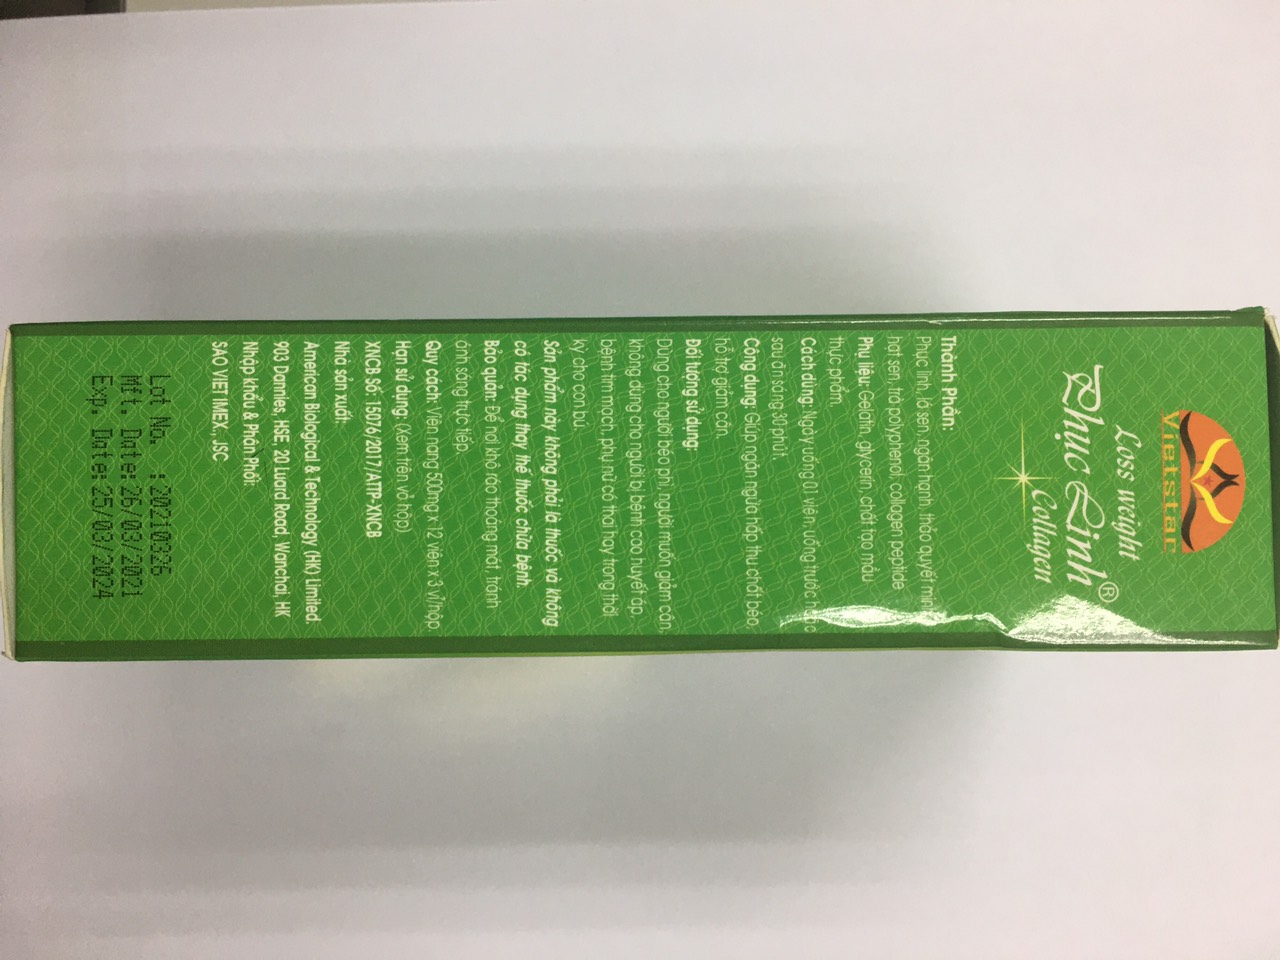 Vietstar
Loss weight
Phục Linh®
Collagen
Thành Phần:
Phục linh, lá sen, ngân hạnh, thảo quyết minh
hạt sen, trà polyphenol, collagen peptide
Phụ liệu: Gelatin, glycerin, chất tạo màu
thực phẩm.
Cách dùng: Ngày uống 01 viên, uống trước hoặc
sau ăn sáng 30 phút.
Công dụng: Giúp ngăn ngừa hấp thu chất béo,
hỗ trợ giảm cân.
Đối tượng sử dụng:
Dùng cho người béo phì, người muốn giảm cân,
không dùng cho người bị bệnh cao huyết áp,
bệnh tim mạch, phụ nữ có thai hay trong thời
kỳ cho con bú.
Sản phẩm này không phải là thuốc và không
có tác dụng thay thế thuốc chữa bệnh.
Bảo quản: Để nơi khô ráo thoáng mát, tránh
ánh sáng trực tiếp.
Quy cách: Viên nang 500mg x 12 viên x 3 vỉ/hộp.
Hạn sử dụng: (Xem trên vỏ hộp)
XNCB Số: 15076/2017/ATTP-XNCB
Nhà sản xuất:
American Biological & Technology (HK) Limited.
903 Dannies, HSE, 20 Luard Road, Wanchai, HK
Nhập khẩu & Phân Phối:
SAO VIET IMEX., JSC
Lot No. :20210326
Mft. Date:26/03/2021
Exp. Date:25/03/2024